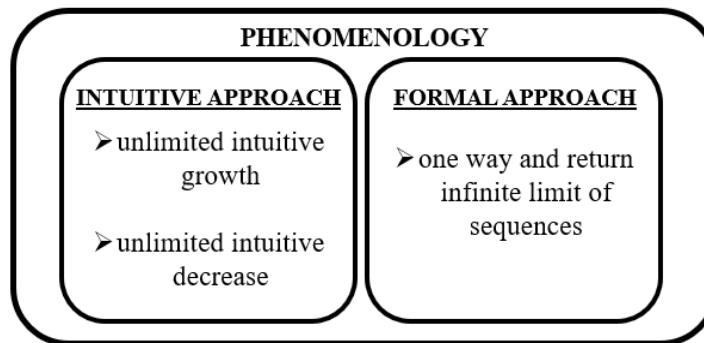 PHENOMENOLOGY
INTUITIVE APPROACH
➢unlimited intuitive
growth
➢unlimited intuitive
decrease
FORMAL APPROACH
➢one way and return
infinite limit of
sequences